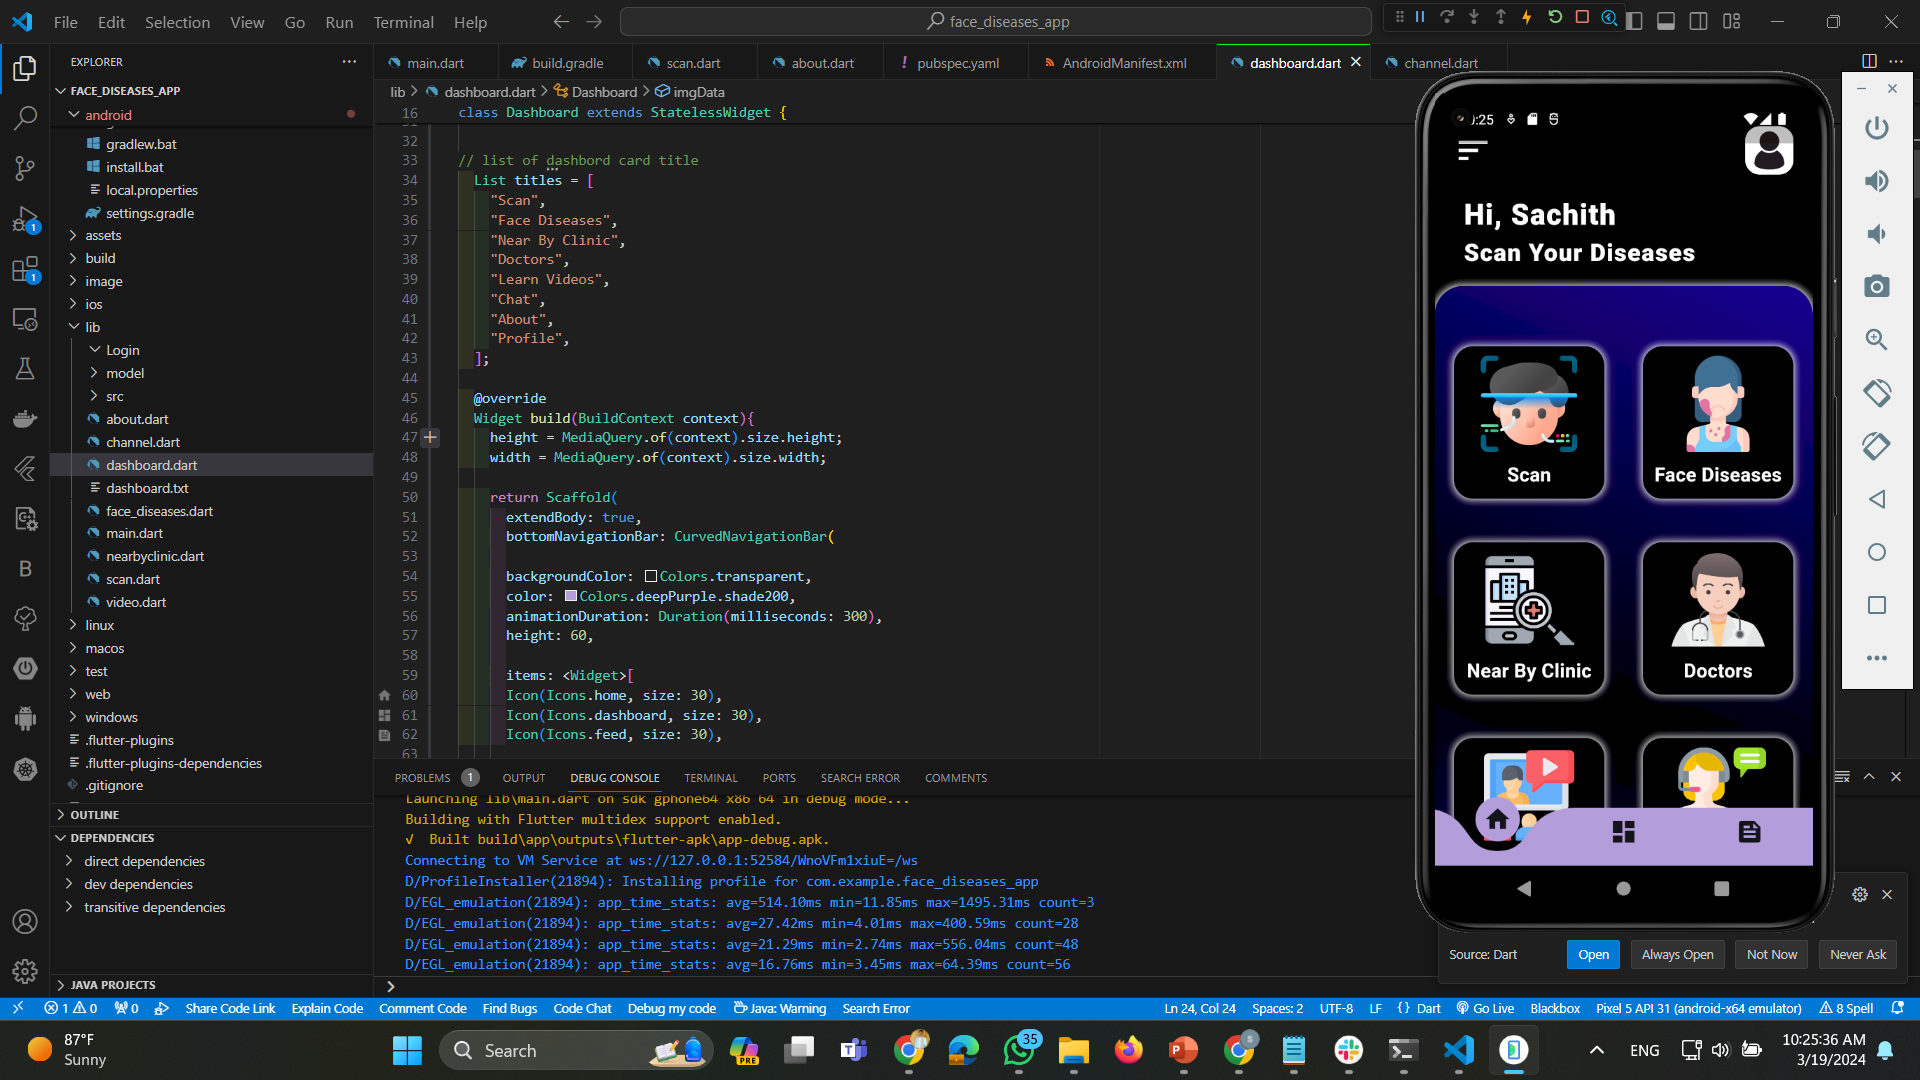 File Edit Selection View Go Run Terminal Help
face_diseases_app
EXPLORER
FACE_DISEASES_APP
android
gradlew.bat
install.bat
local.properties
settings.gradle
assets
build
image
ios
lib
Login
model
src
about.dart
channel.dart
dashboard.dart
dashboard.txt
face_diseases.dart
main.dart
nearbyclinic.dart
scan.dart
video.dart
linux
macos
test
web
windows
.flutter-plugins
.flutter-plugins-dependencies
.gitignore
OUTLINE
DEPENDENCIES
direct dependencies
dev dependencies
transitive dependencies
JAVA PROJECTS
main.dart build.gradle scan.dart about.dart ! pubspec.yaml AndroidManifest.xml dashboard.dart channel.dart
lib > dashboard.dart > Dashboard > imgData
16 class Dashboard extends StatelessWidget {
32
33 // list of dashbord card title
34 List titles = [
35 "Scan",
36 "Face Diseases",
37 "Near By Clinic",
38 "Doctors",
39 "Learn Videos",
40 "Chat",
41 "About",
42 "Profile",
43 ];
44
45 @override
46 Widget build(BuildContext context){
47 height = MediaQuery.of(context).size.height;
48 width = MediaQuery.of(context).size.width;
49
50 return Scaffold(
51 extendBody: true,
52 bottomNavigationBar: CurvedNavigationBar(
53
54 backgroundColor: Colors.transparent,
55 color: Colors.deepPurple.shade200,
56 animationDuration: Duration(milliseconds: 300),
57 height: 60,
58
59 items: <Widget>[
60 Icon(Icons.home, size: 30),
61 Icon(Icons.dashboard, size: 30),
62 Icon(Icons.feed, size: 30),
63
PROBLEMS 1 OUTPUT DEBUG CONSOLE TERMINAL PORTS SEARCH ERROR COMMENTS
Launching lib\main.dart on sdk gphone64 x86 64 in debug mode...
Building with Flutter multidex support enabled.
√ Built build\app\outputs\flutter-apk\app-debug.apk.
Connecting to VM Service at ws://127.0.0.1:52584/WnoVFm1xiuE=/ws
D/ProfileInstaller(21894): Installing profile for com.example.face_diseases_app
D/EGL_emulation(21894): app_time_stats: avg=514.10ms min=11.85ms max=1495.31ms count=3
D/EGL_emulation(21894): app_time_stats: avg=27.42ms min=4.01ms max=400.59ms count=28
D/EGL_emulation(21894): app_time_stats: avg=21.29ms min=2.74ms max=556.04ms count=48
D/EGL_emulation(21894): app_time_stats: avg=16.76ms min=3.45ms max=64.39ms count=56
:25
Hi, Sachith
Scan Your Diseases
Scan
Face Diseases
Near By Clinic
Doctors
Source: Dart Open Always Open Not Now Never Ask
1 0 0 Share Code Link Explain Code Comment Code Find Bugs Code Chat Debug my code Java: Warning Search Error Ln 24, Col 24 Spaces: 2 UTF-8 LF { } Dart Go Live Blackbox Pixel 5 API 31 (android-x64 emulator) 8 Spell
87°F
Sunny
Search
PRE
35
ENG
10:25:36 AM
3/19/2024